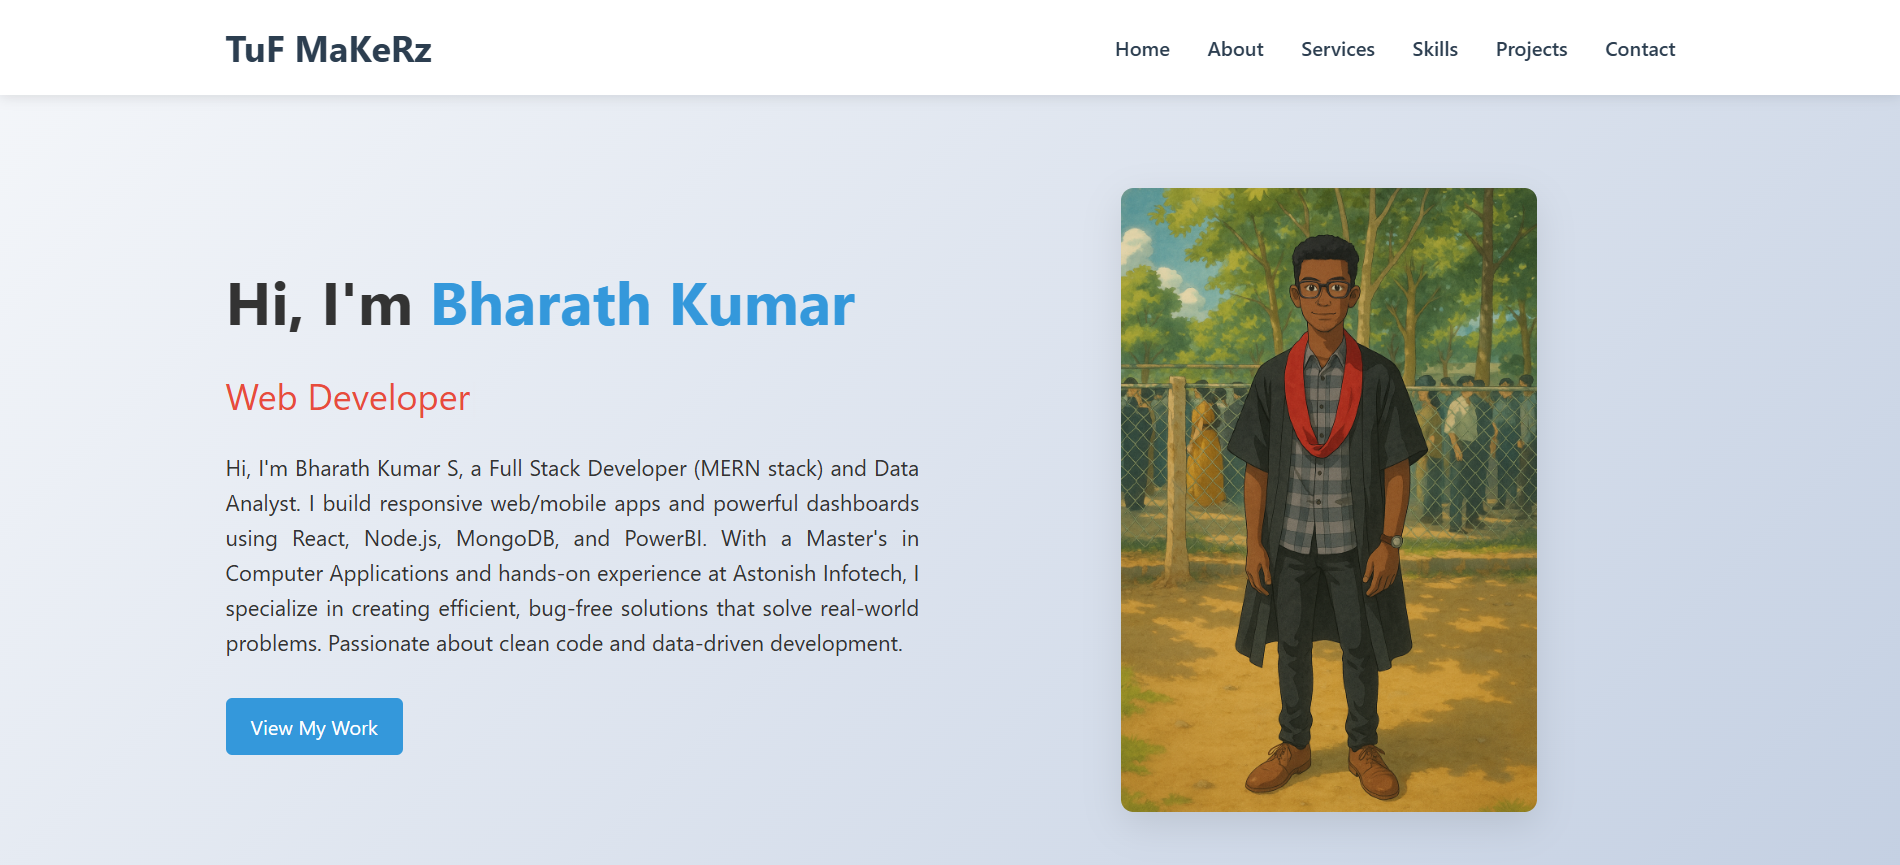 TuF MaKeRz
Home About Services Skills Projects Contact
Hi, I'm Bharath Kumar
Web Developer
Hi, I'm Bharath Kumar S, a Full Stack Developer (MERN stack) and Data
Analyst. I build responsive web/mobile apps and powerful dashboards
using React, Node.js, MongoDB, and PowerBI. With a Master's in
Computer Applications and hands-on experience at Astonish Infotech, I
specialize in creating efficient, bug-free solutions that solve real-world
problems. Passionate about clean code and data-driven development.
View My Work